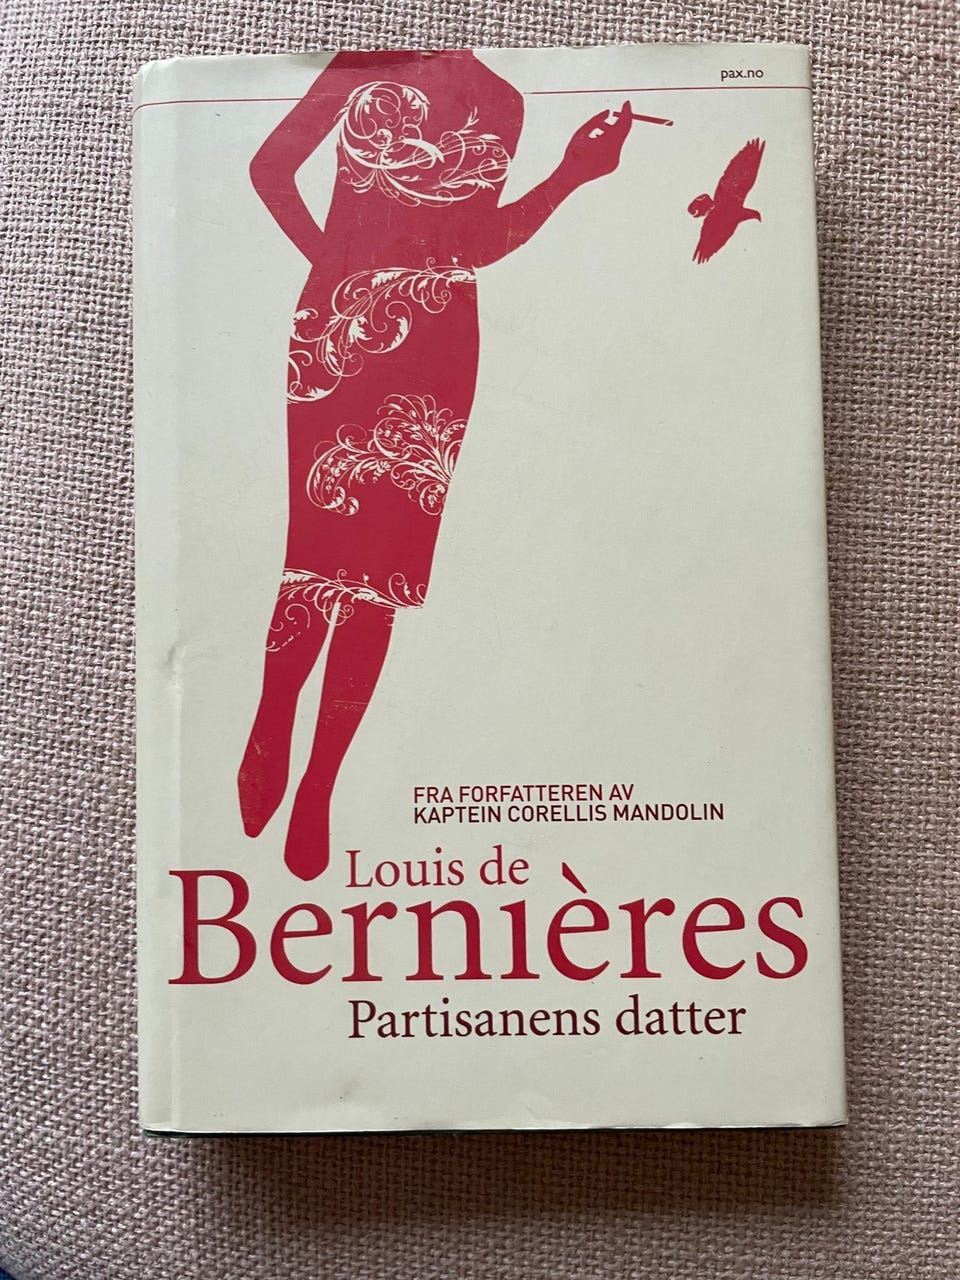 pax.no
FRA FORFATTEREN AV
KAPTEIN CORELLIS MANDOLIN
Louis de
Bernières
Partisanens datter